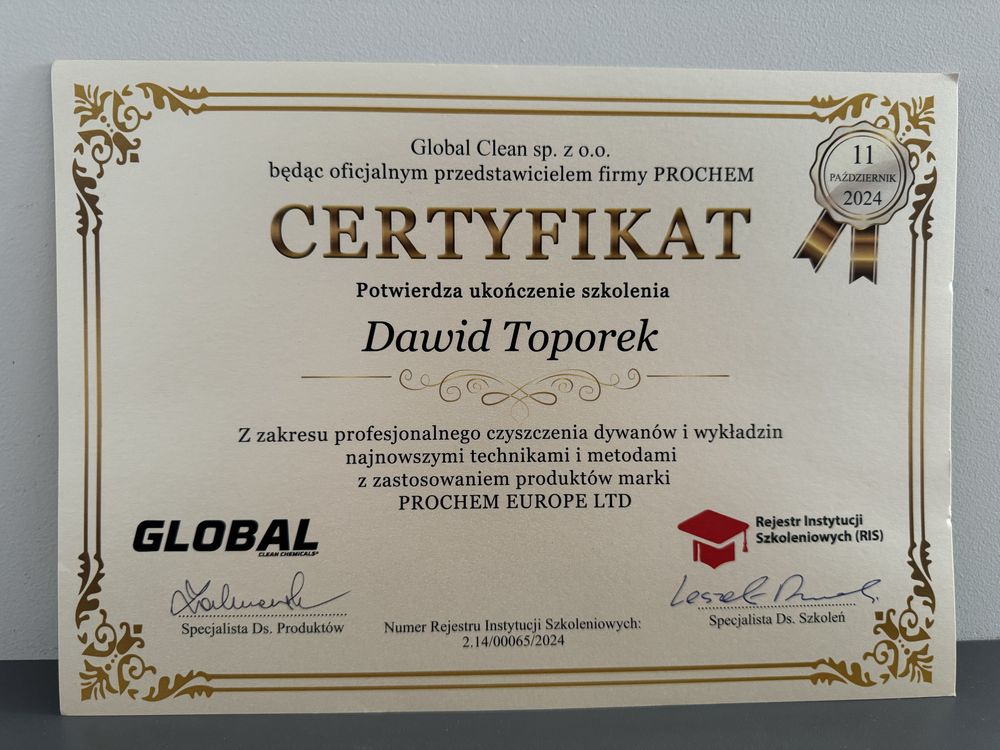 Global Clean sp. z o.o.
będąc oficjalnym przedstawicielem firmy PROCHEM
11
PAŹDZIERNIK
2024
CERTYFIKAT
Potwierdza ukończenie szkolenia
Dawid Toporek
Z zakresu profesjonalnego czyszczenia dywanów i wykładzin
najnowszymi technikami i metodami
z zastosowaniem produktów marki
PROCHEM EUROPE LTD
GLOBAL
CLEAN CHEMICALS®
Rejestr Instytucji
Szkoleniowych (RIS)
Leszek
Specjalista Ds. Produktów
Numer Rejestru Instytucji Szkoleniowych:
2.14/00065/2024
Specjalista Ds. Szkoleń